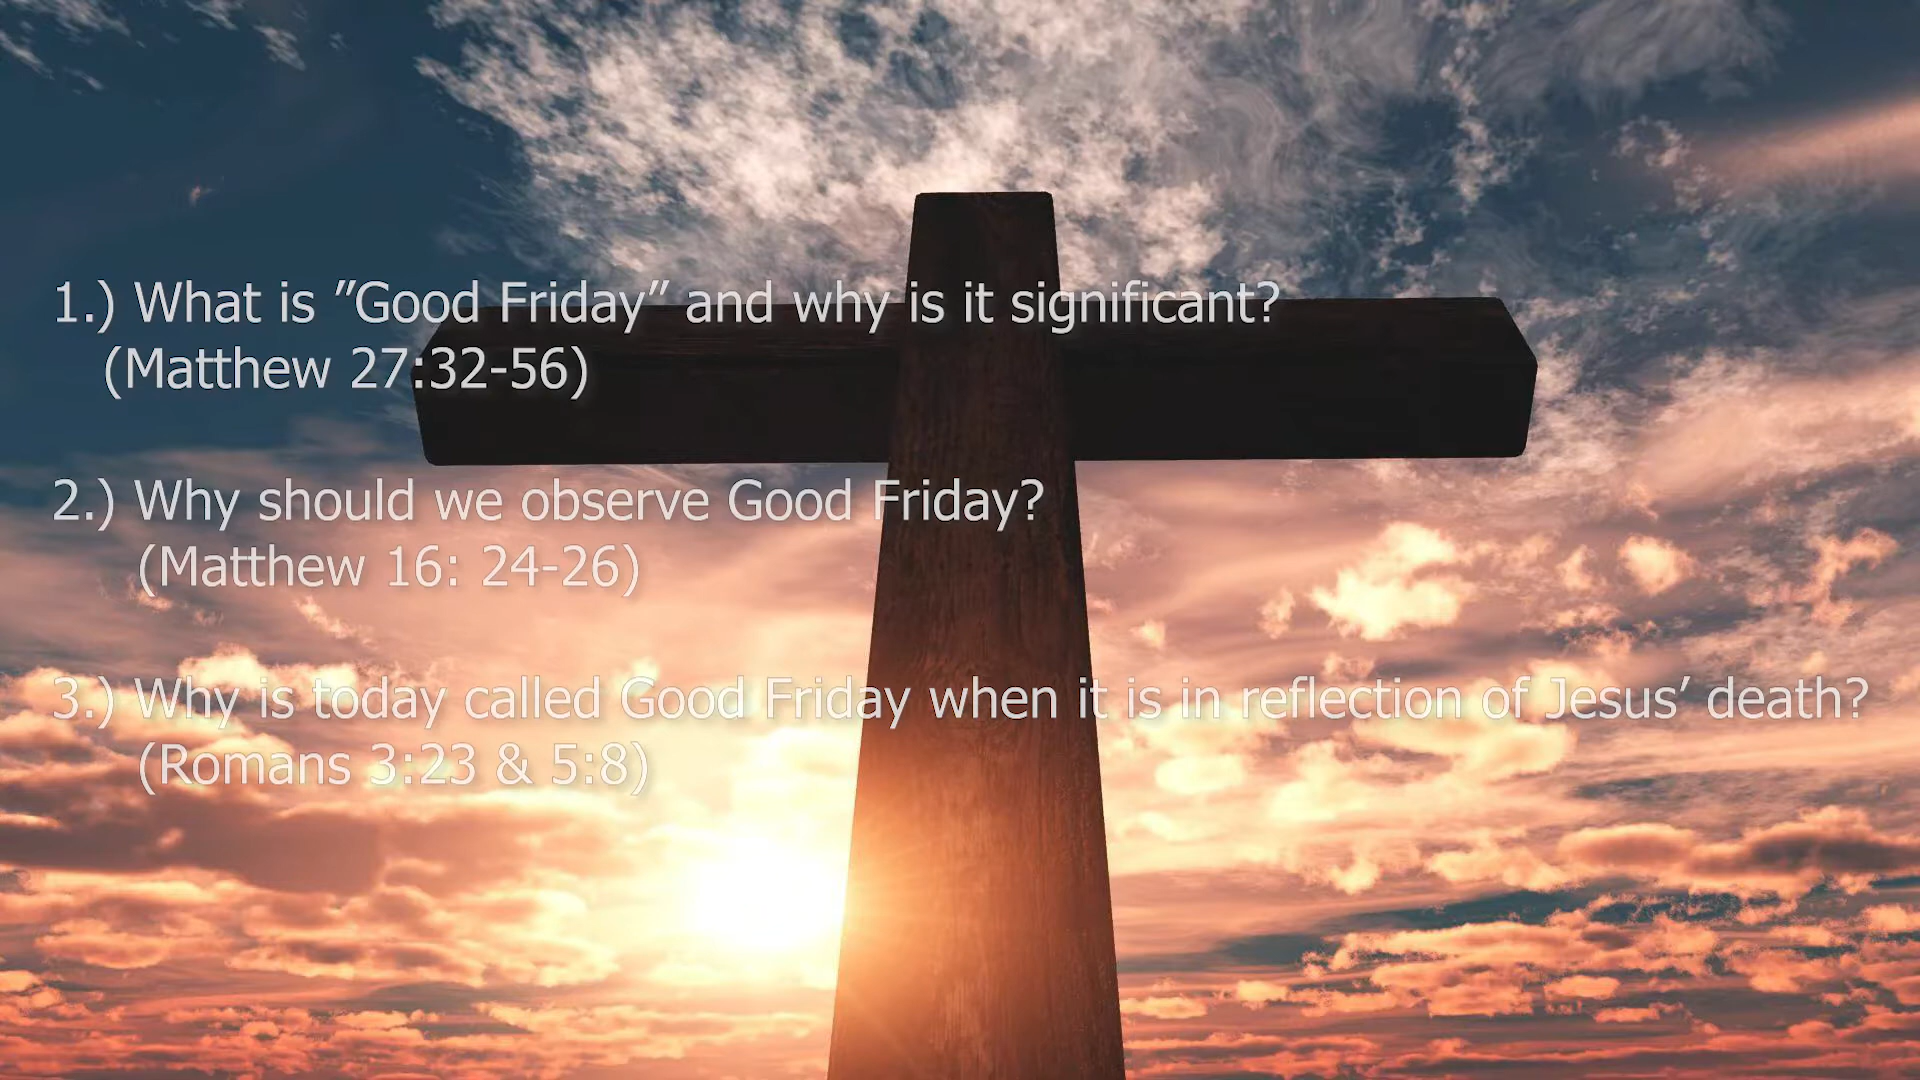 1.) What is ”Good Friday” and why is it significant?
(Matthew 27:32-56)
2.) Why should we observe Good Friday?
(Matthew 16: 24-26)
3.) Why is today called Good Friday when it is in reflection of Jesus’ death?
(Romans 3:23 & 5:8)